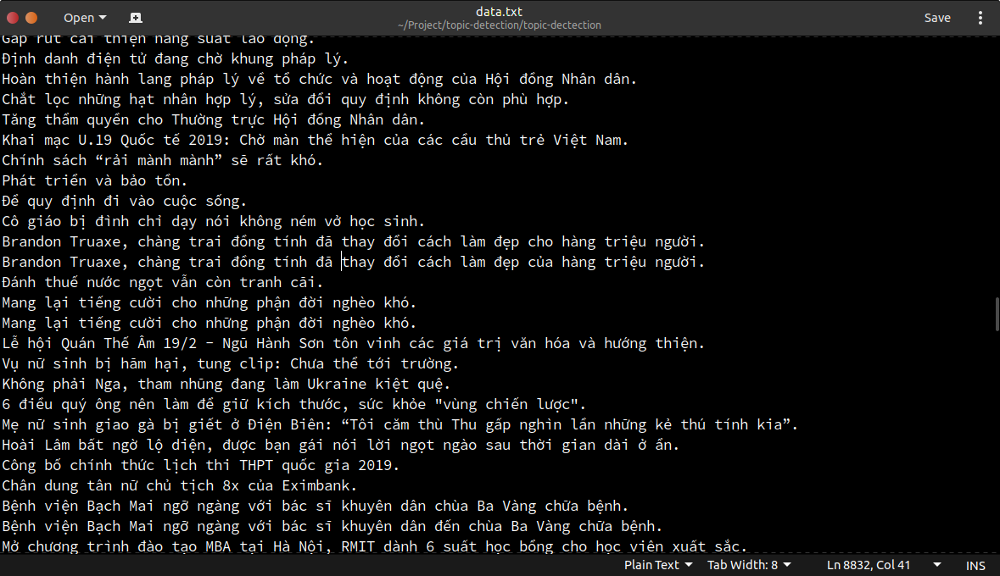 Open
data.txt
~/Project/topic-detection/topic-dectection
Save
Gấp rút cải thiện năng suất lao động.
Định danh điện tử đang chờ khung pháp lý.
Hoàn thiện hành lang pháp lý về tổ chức và hoạt động của Hội đồng Nhân dân.
Chắt lọc những hạt nhân hợp lý, sửa đổi quy định không còn phù hợp.
Tăng thẩm quyền cho Thường trực Hội đồng Nhân dân.
Khai mạc U.19 Quốc tế 2019: Chờ màn thể hiện của các cầu thủ trẻ Việt Nam.
Chính sách “rải mành mành” sẽ rất khó.
Phát triển và bảo tồn.
Để quy định đi vào cuộc sống.
Cô giáo bị đình chỉ dạy nói không ném vở học sinh.
Brandon Truaxe, chàng trai đồng tính đã thay đổi cách làm đẹp cho hàng triệu người.
Brandon Truaxe, chàng trai đồng tính đã thay đổi cách làm đẹp của hàng triệu người.
Đánh thuế nước ngọt vẫn còn tranh cãi.
Mang lại tiếng cười cho những phận đời nghèo khó.
Mang lại tiếng cười cho những phận đời nghèo khó.
Lễ hội Quán Thế Âm 19/2 - Ngũ Hành Sơn tôn vinh các giá trị văn hóa và hướng thiện.
Vụ nữ sinh bị hãm hại, tung clip: Chưa thể tới trường.
Không phải Nga, tham nhũng đang làm Ukraine kiệt quệ.
6 điều quý ông nên làm để giữ kích thước, sức khỏe "vùng chiến lược".
Mẹ nữ sinh giao gà bị giết ở Điện Biên: “Tôi căm thù Thu gấp nghìn lần những kẻ thú tính kia”.
Hoài Lâm bất ngờ lộ diện, được bạn gái nói lời ngọt ngào sau thời gian dài ở ẩn.
Công bố chính thức lịch thi THPT quốc gia 2019.
Chân dung tân nữ chủ tịch 8x của Eximbank.
Bệnh viện Bạch Mai ngỡ ngàng với bác sĩ khuyên dân chùa Ba Vàng chữa bệnh.
Bệnh viện Bạch Mai ngỡ ngàng với bác sĩ khuyên dân đến chùa Ba Vàng chữa bệnh.
Mở chương trình đào tạo MBA tại Hà Nội, RMIT dành 6 suất học bổng cho học viên xuất sắc.
Plain Text Tab Width: 8 Ln 8832, Col 41 INS